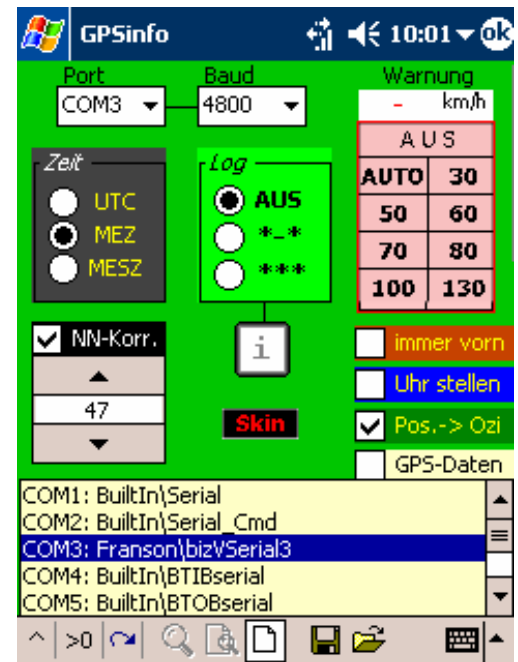 GPSinfo 10:01 ok
Port Baud Warnung
COM3 4800 - km/h
AUS
Zeit Log
AUTO 30
UTC AUS
50 60
MEZ *-*
70 80
MESZ ***
100 130
NN-Korr. i immer vorn
Uhr stellen
47 Skin Pos.-> Ozi
GPS-Daten
COM1: BuiltIn\Serial
COM2: BuiltIn\Serial_Cmd
COM3: Franson\bizVSerial3
COM4: BuiltIn\BTIBserial
COM5: BuiltIn\BTOBserial
^ >0